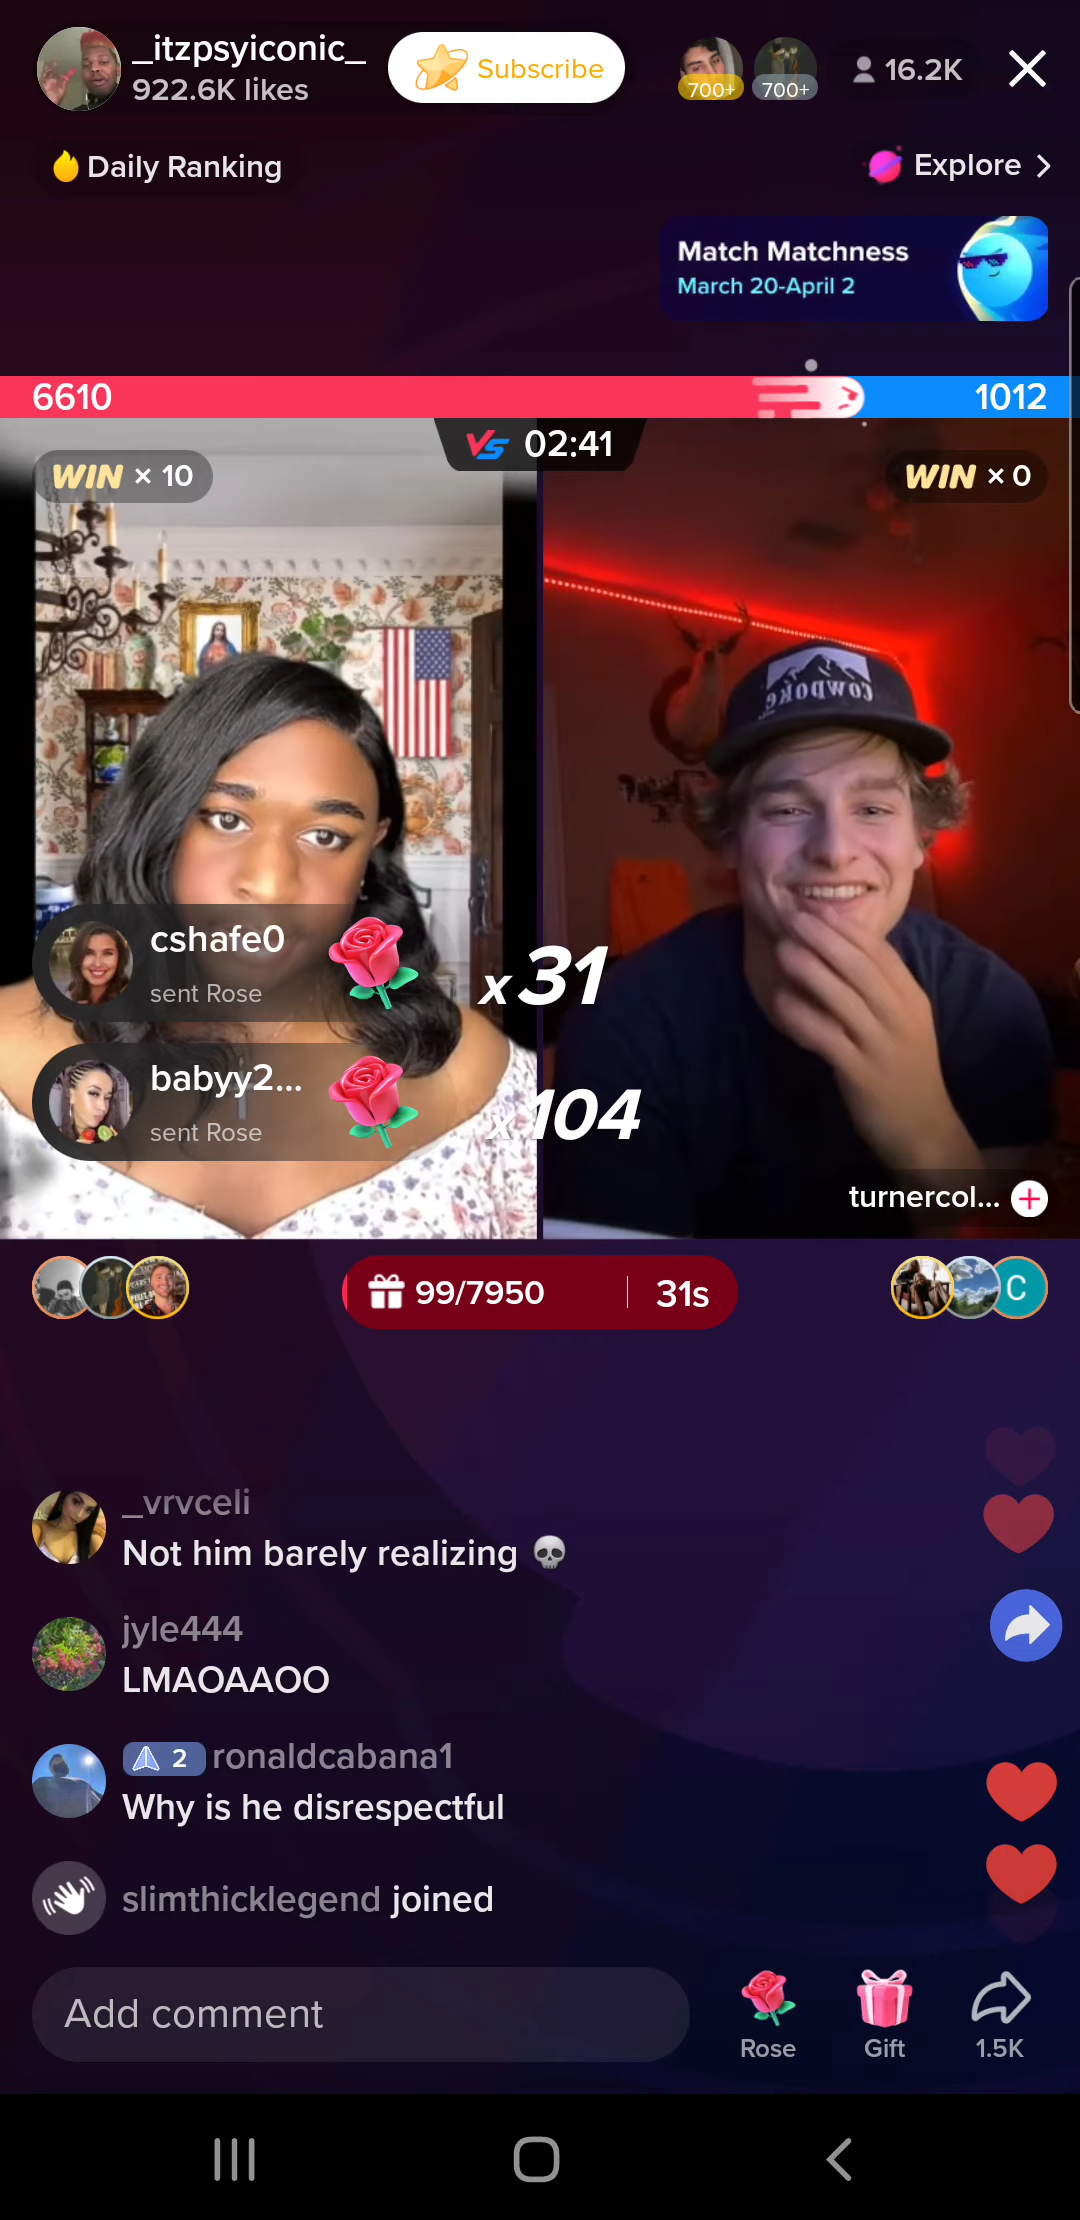 _itzpsyiconic_
922.6K likes
Subscribe
700+
700+
16.2K
Daily Ranking
Explore
Match Matchness
March 20-April 2
6610
1012
VS 02:41
WIN × 10
WIN × 0
Cowpoke
cshafe0
sent Rose
x31
babyy2...
sent Rose
x104
turnercol...
99/7950
31s
C
_vrvceli
Not him barely realizing 💀
jyle444
LMAOAAOO
2 ronaldcabana1
Why is he disrespectful
slimthicklegend joined
Add comment
Rose
Gift
1.5K